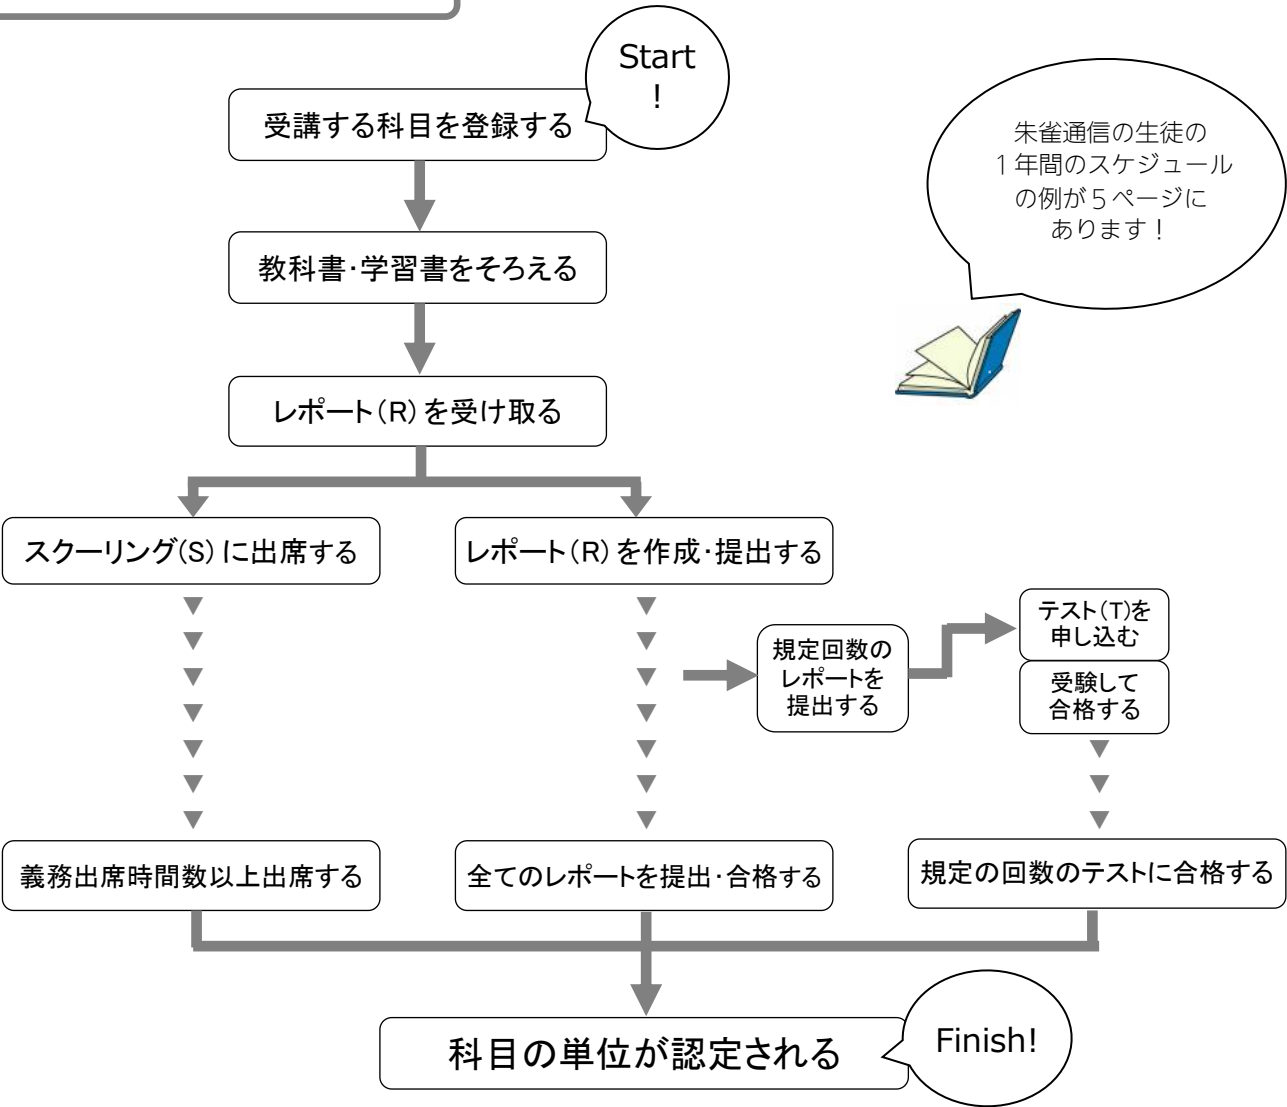 Start
!
受講する科目を登録する
朱雀通信の生徒の
１年間のスケジュール
の例が５ページに
あります！
教科書･学習書をそろえる
レポート（R）を受け取る
スクーリング(S) に出席する
レポート（R）を作成･提出する
規定回数の
レポートを
提出する
テスト（T）を
申し込む
受験して
合格する
義務出席時間数以上出席する
全てのレポートを提出･合格する
規定の回数のテストに合格する
科目の単位が認定される
Finish!